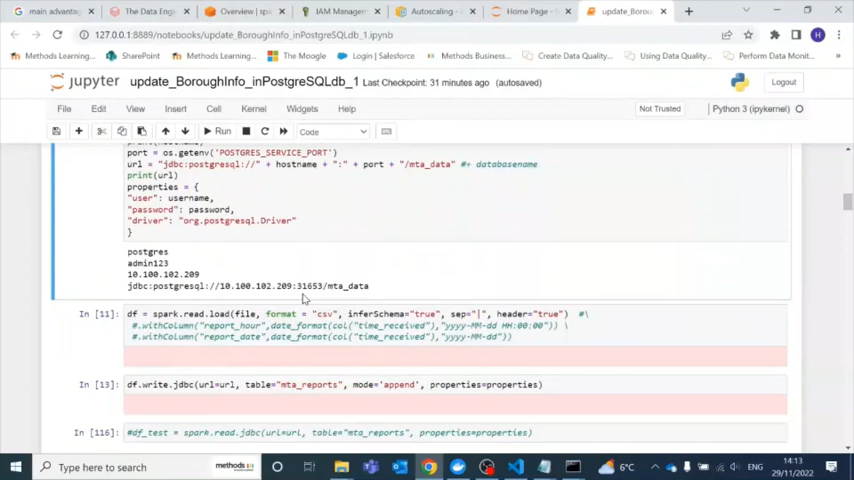 main advantag
The Data Engi
Overview | spa
IAM Managem
Autoscaling -
Home Page - S
update_Borou
127.0.0.1:8889/notebooks/update_BoroughInfo_inPostgreSQLdb_1.ipynb
Methods Learning...
SharePoint
Methods Learning...
The Moogle
Login | Salesforce
Methods Business...
Create Data Quality...
Using Data Quality...
Perform Data Monit...
jupyter update_BoroughInfo_inPostgreSQLdb_1 Last Checkpoint: 31 minutes ago (autosaved)
Logout
File Edit View Insert Cell Kernel Widgets Help
Not Trusted
Python 3 (ipykernel)
Run
Code
port = os.getenv('POSTGRES_SERVICE_PORT')
url = "jdbc:postgresql://" + hostname + ":" + port + "/mta_data" #+ databasename
print(url)
properties = {
"user": username,
"password": password,
"driver": "org.postgresql.Driver"
}
postgres
admin123
10.100.102.209
jdbc:postgresql://10.100.102.209:31653/mta_data
In [11]: df = spark.read.load(file, format = "csv", inferSchema="true", sep="|", header="true") #\
#.withColumn("report_hour",date_format(col("time_received"),"yyyy-MM-dd HH:00:00")) \
#.withColumn("report_date",date_format(col("time_received"),"yyyy-MM-dd"))
In [13]: df.write.jdbc(url=url, table="mta_reports", mode='append', properties=properties)
In [116]: #df_test = spark.read.jdbc(url=url, table="mta_reports", properties=properties)
Type here to search
methods
6°C
ENG
14:13
29/11/2022